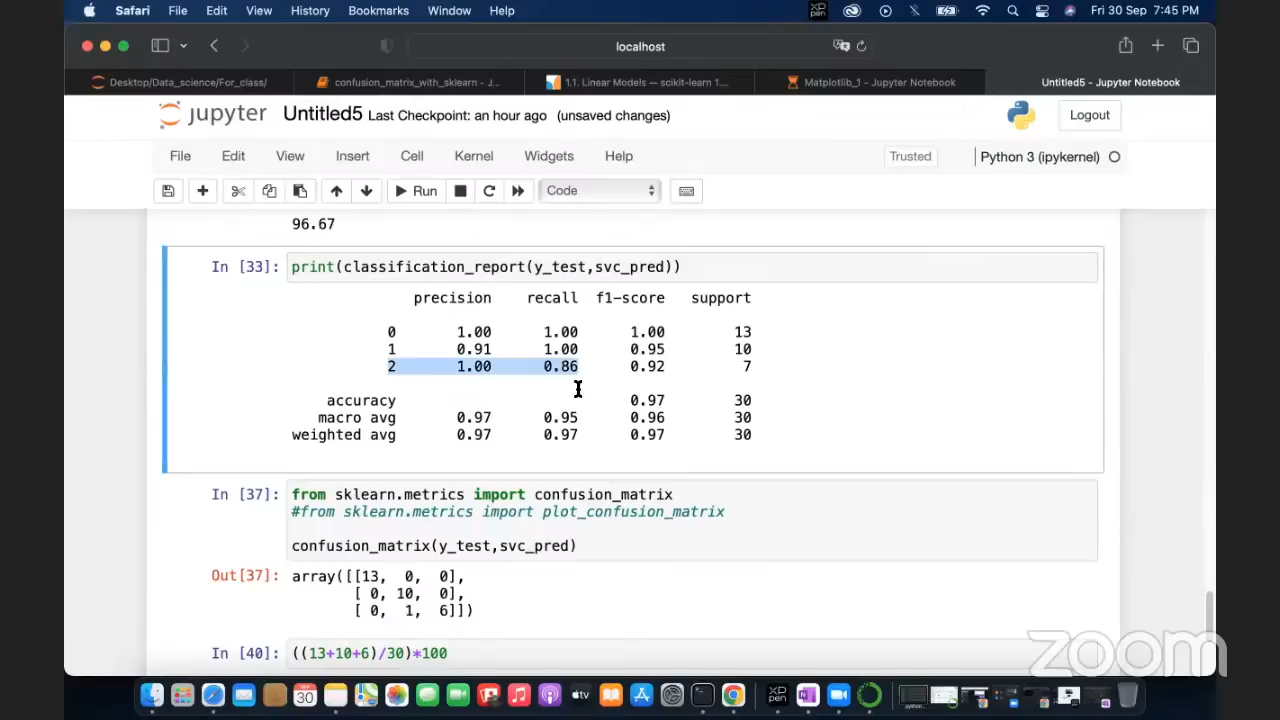 Safari File Edit View History Bookmarks Window Help XP PEN Fri 30 Sep 7:45 PM
localhost
Desktop/Data_science/For_class/ confusion_matrix_with_sklearn - J... 1.1. Linear Models — scikit-learn 1.... Matplotlib_1 - Jupyter Notebook Untitled5 - Jupyter Notebook
jupyter Untitled5 Last Checkpoint: an hour ago (unsaved changes) Logout
File Edit View Insert Cell Kernel Widgets Help Trusted Python 3 (ipykernel)
Run Code
96.67
In [33]: print(classification_report(y_test,svc_pred))
precision recall f1-score support
0 1.00 1.00 1.00 13
1 0.91 1.00 0.95 10
2 1.00 0.86 0.92 7
accuracy 0.97 30
macro avg 0.97 0.95 0.96 30
weighted avg 0.97 0.97 0.97 30
In [37]: from sklearn.metrics import confusion_matrix
#from sklearn.metrics import plot_confusion_matrix
confusion_matrix(y_test,svc_pred)
Out[37]: array([[13, 0, 0],
[ 0, 10, 0],
[ 0, 1, 6]])
In [40]: ((13+10+6)/30)*100
zoom
SEP
30
tv
XP PEN